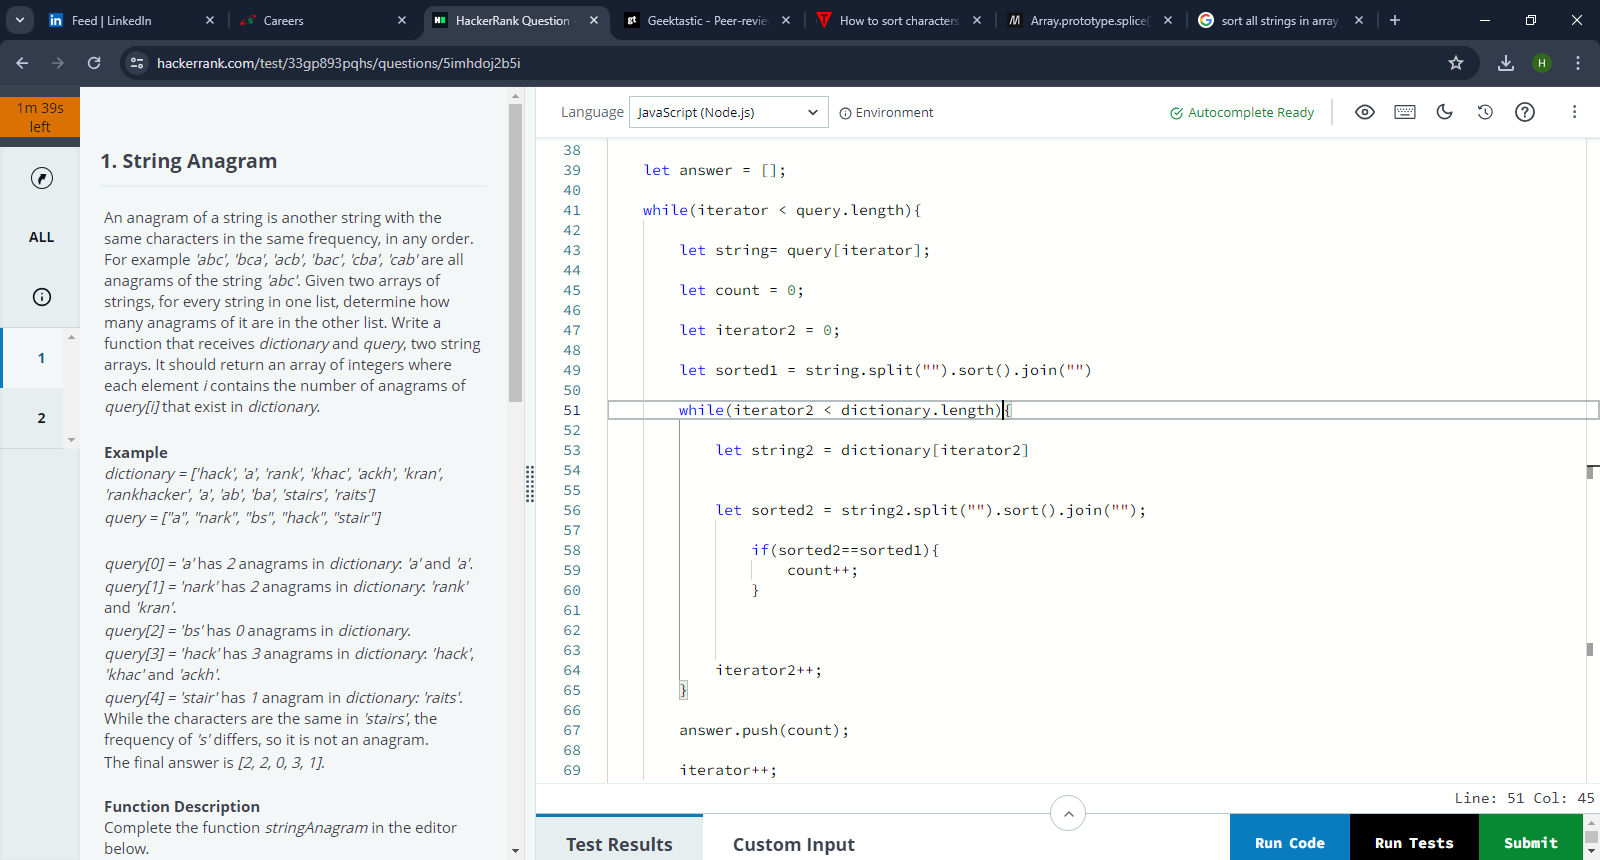 Feed | LinkedIn
Careers
HackerRank Question
Geektastic - Peer-revie
How to sort characters
Array.prototype.splice(
sort all strings in array
hackerrank.com/test/33gp893pqhs/questions/5imhdoj2b5i
H
1m 39s
left
ALL
1
2
1. String Anagram
An anagram of a string is another string with the
same characters in the same frequency, in any order.
For example 'abc', 'bca', 'acb', 'bac', 'cba', 'cab' are all
anagrams of the string 'abc'. Given two arrays of
strings, for every string in one list, determine how
many anagrams of it are in the other list. Write a
function that receives dictionary and query, two string
arrays. It should return an array of integers where
each element i contains the number of anagrams of
query[i] that exist in dictionary.
Example
dictionary = ['hack', 'a', 'rank', 'khac', 'ackh', 'kran',
'rankhacker', 'a', 'ab', 'ba', 'stairs', 'raits']
query = ["a", "nark", "bs", "hack", "stair"]
query[0] = 'a' has 2 anagrams in dictionary: 'a' and 'a'.
query[1] = 'nark' has 2 anagrams in dictionary: 'rank'
and 'kran'.
query[2] = 'bs' has 0 anagrams in dictionary.
query[3] = 'hack' has 3 anagrams in dictionary: 'hack',
'khac' and 'ackh'.
query[4] = 'stair' has 1 anagram in dictionary: 'raits'.
While the characters are the same in 'stairs', the
frequency of 's' differs, so it is not an anagram.
The final answer is [2, 2, 0, 3, 1].
Function Description
Complete the function stringAnagram in the editor
below.
Language JavaScript (Node.js) Environment Autocomplete Ready
38
39 let answer = [];
40
41 while(iterator < query.length){
42
43 let string= query[iterator];
44
45 let count = 0;
46
47 let iterator2 = 0;
48
49 let sorted1 = string.split("").sort().join("")
50
51 while(iterator2 < dictionary.length){
52
53 let string2 = dictionary[iterator2]
54
55
56 let sorted2 = string2.split("").sort().join("");
57
58 if(sorted2==sorted1){
59 count++;
60 }
61
62
63
64 iterator2++;
65 }
66
67 answer.push(count);
68
69 iterator++;
Line: 51 Col: 45
Test Results
Custom Input
Run Code
Run Tests
Submit